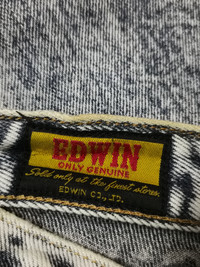 EDWIN
ONLY GENUINE
Sold only at the finest stores.
EDWIN CO., LTD.